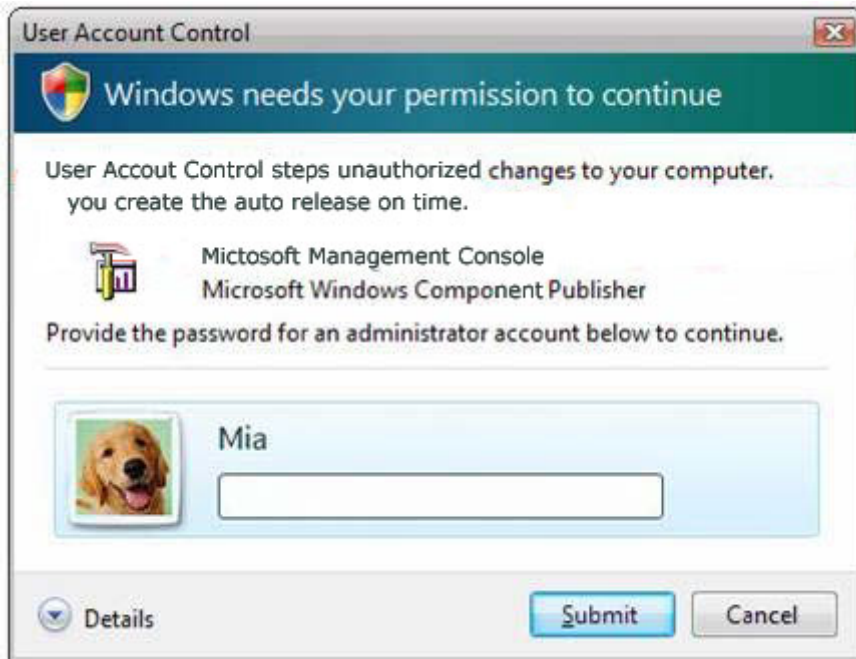 User Account Control
Windows needs your permission to continue
User Accout Control steps unauthorized changes to your computer.
you create the auto release on time.
Mictosoft Management Console
Microsoft Windows Component Publisher
Provide the password for an administrator account below to continue.
Mia
Details
Submit
Cancel